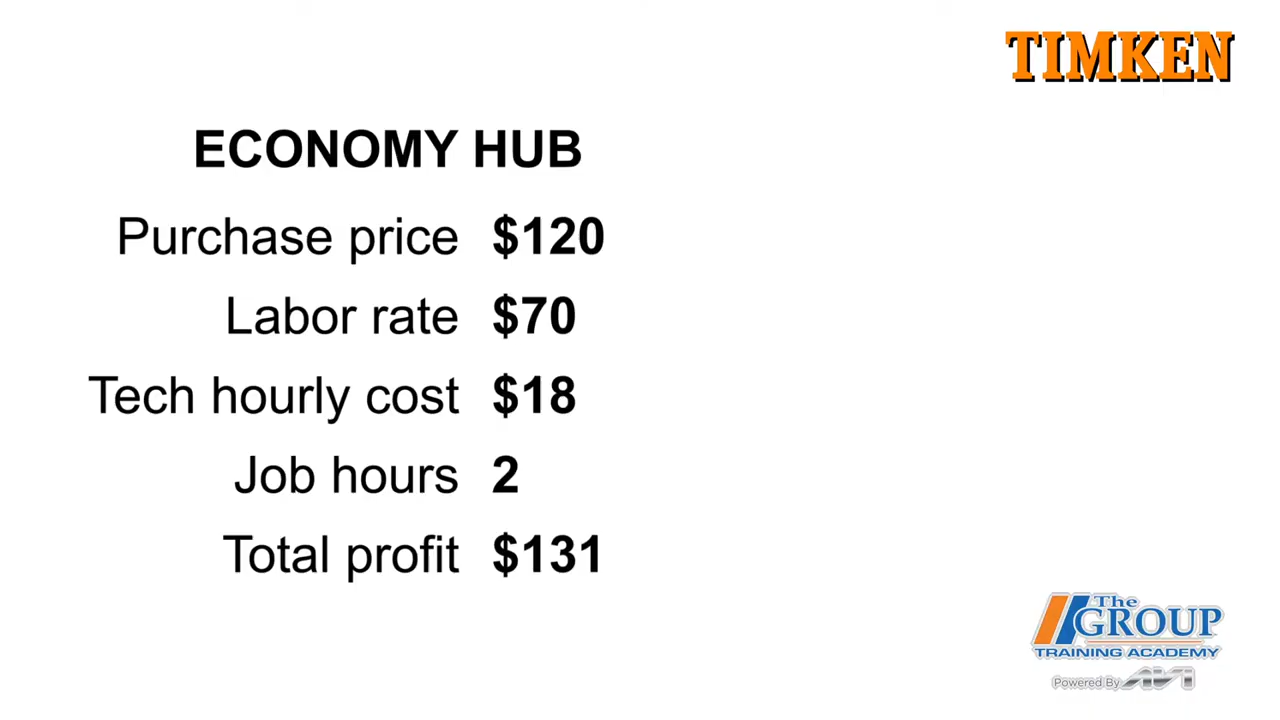 TIMKEN
ECONOMY HUB
Purchase price $120
Labor rate $70
Tech hourly cost $18
Job hours 2
Total profit $131
The
GROUP
TRAINING ACADEMY
Powered By AVI